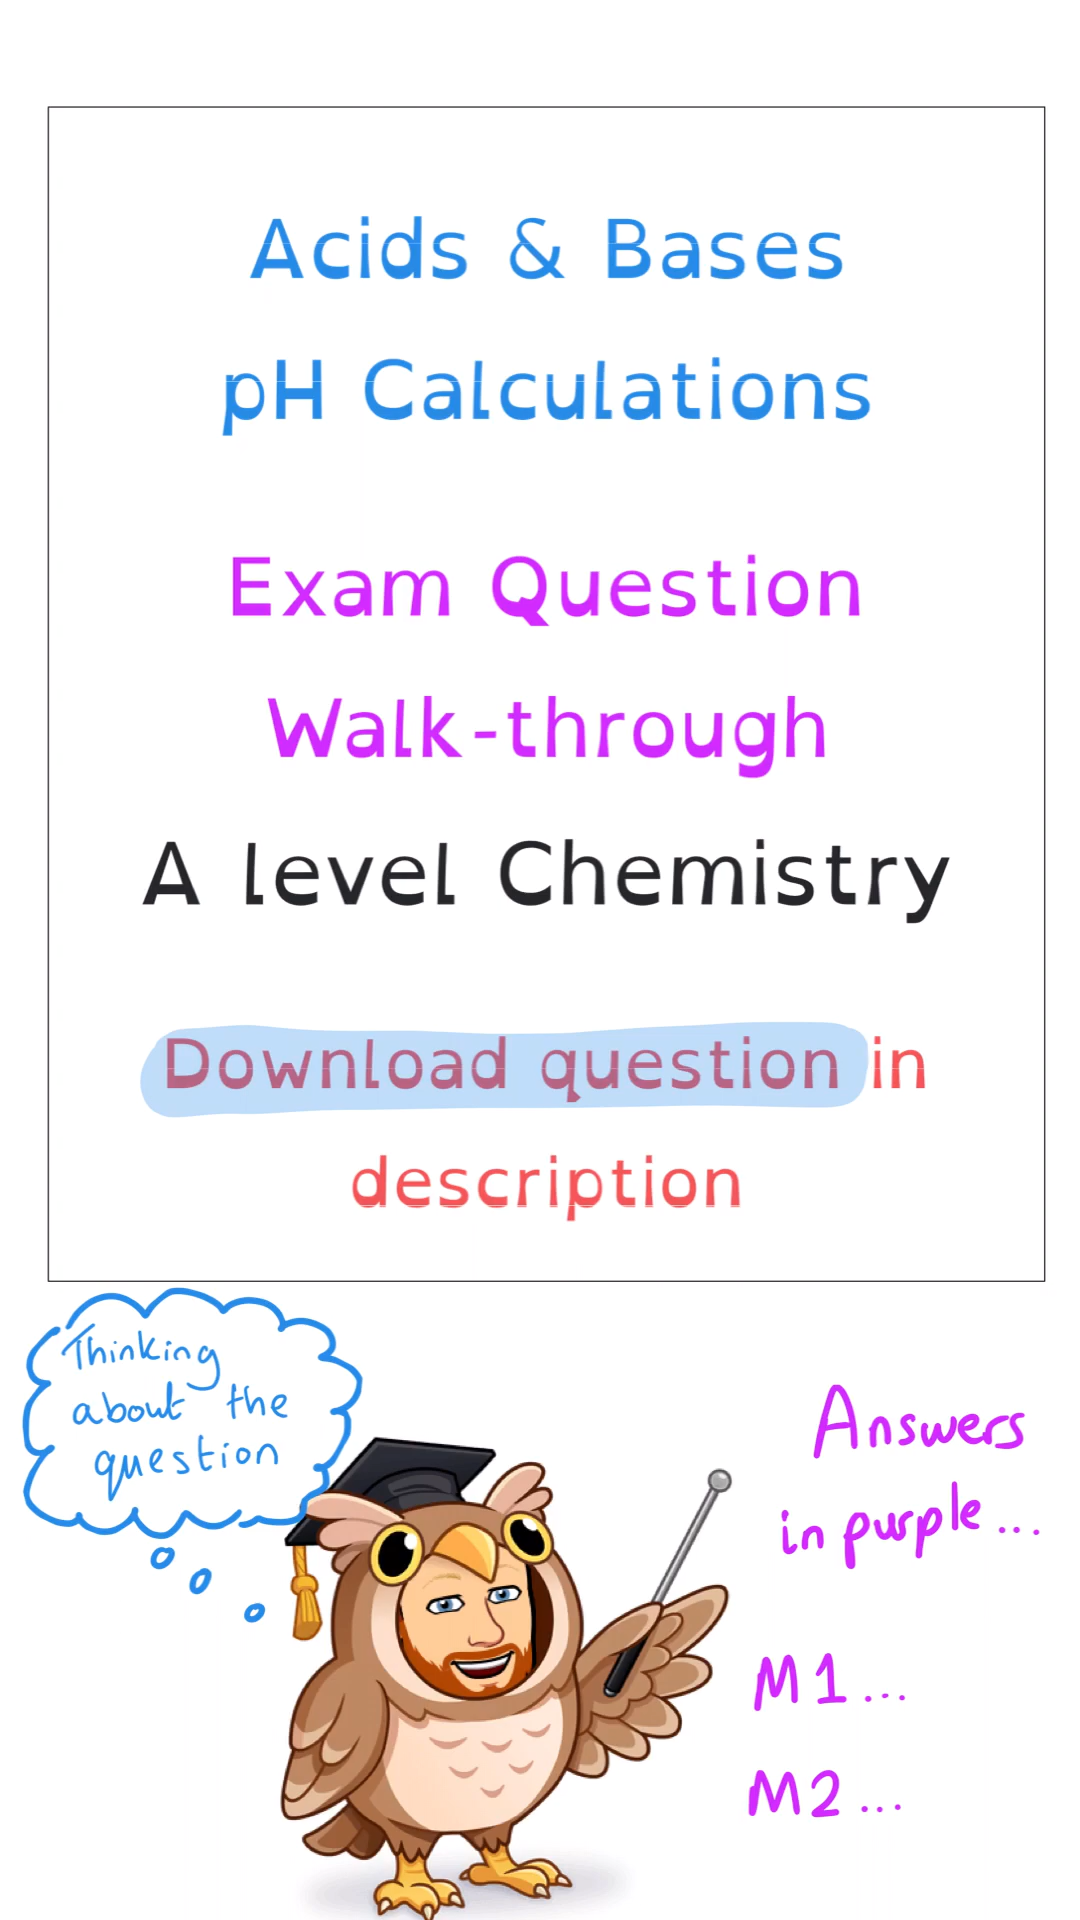 Acids & Bases
pH Calculations
Exam Question
Walk-through
A level Chemistry
Download question in
description
Thinking
about the
question
Answers
in purple...
M1...
M2...